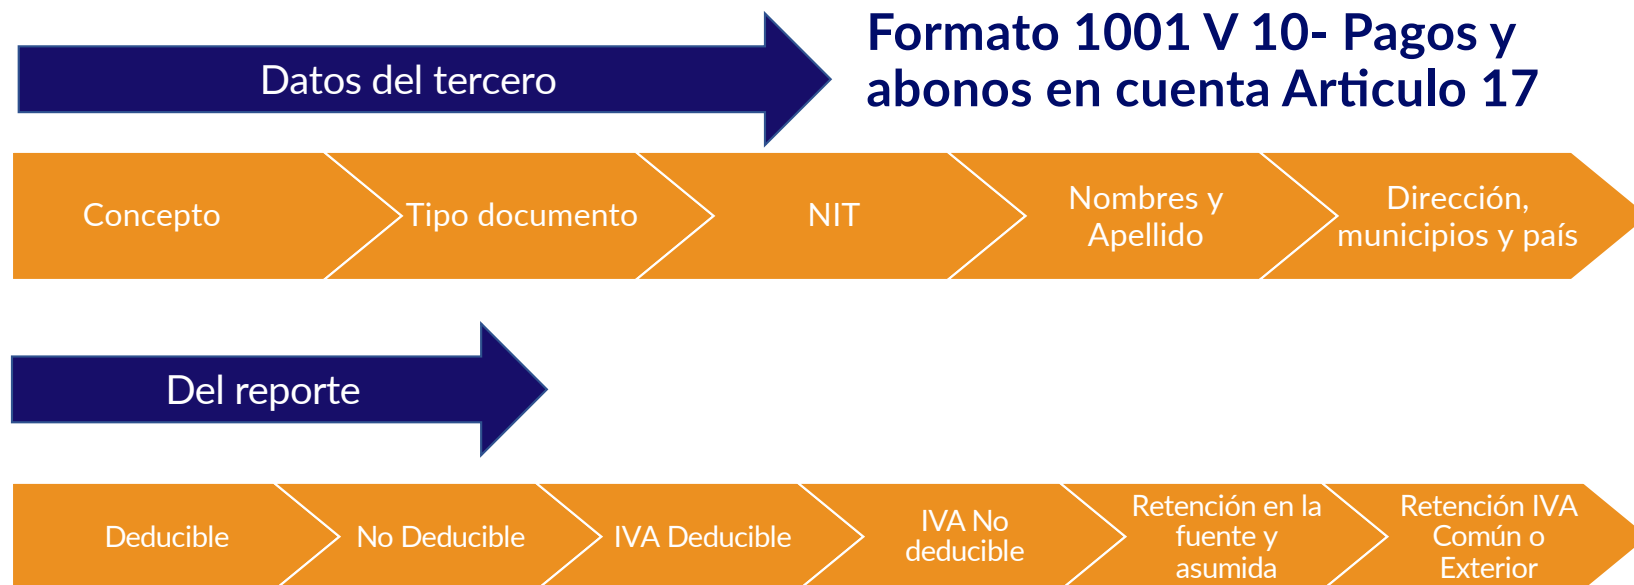 Formato 1001 V 10- Pagos y
abonos en cuenta Articulo 17
Datos del tercero
Concepto
Tipo documento
NIT
Nombres y
Apellido
Dirección,
municipios y país
Del reporte
Deducible
No Deducible
IVA Deducible
IVA No
deducible
Retención en la
fuente y
asumida
Retención IVA
Común o
Exterior